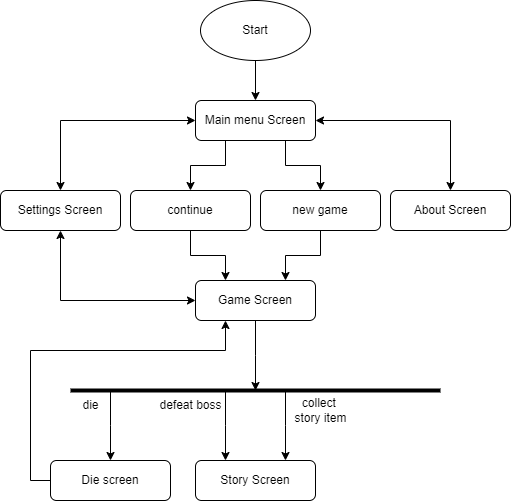 Start
Main menu Screen
Settings Screen
continue
new game
About Screen
Game Screen
die
defeat boss
collect
story item
Die screen
Story Screen